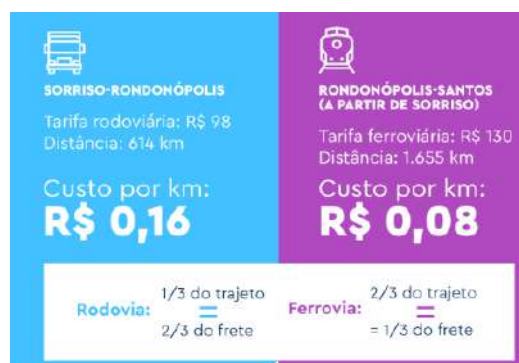 SORRISO-RONDONÓPOLIS
Tarifa rodoviária: R$ 98
Distância: 614 km
Custo por km:
R$ 0,16
RONDONÓPOLIS-SANTOS
(A PARTIR DE SORRISO)
Tarifa ferroviária: R$ 130
Distância: 1.655 km
Custo por km:
R$ 0,08
Rodovia:
1/3 do trajeto
=
2/3 do frete
Ferrovia:
2/3 do trajeto
=
= 1/3 do frete